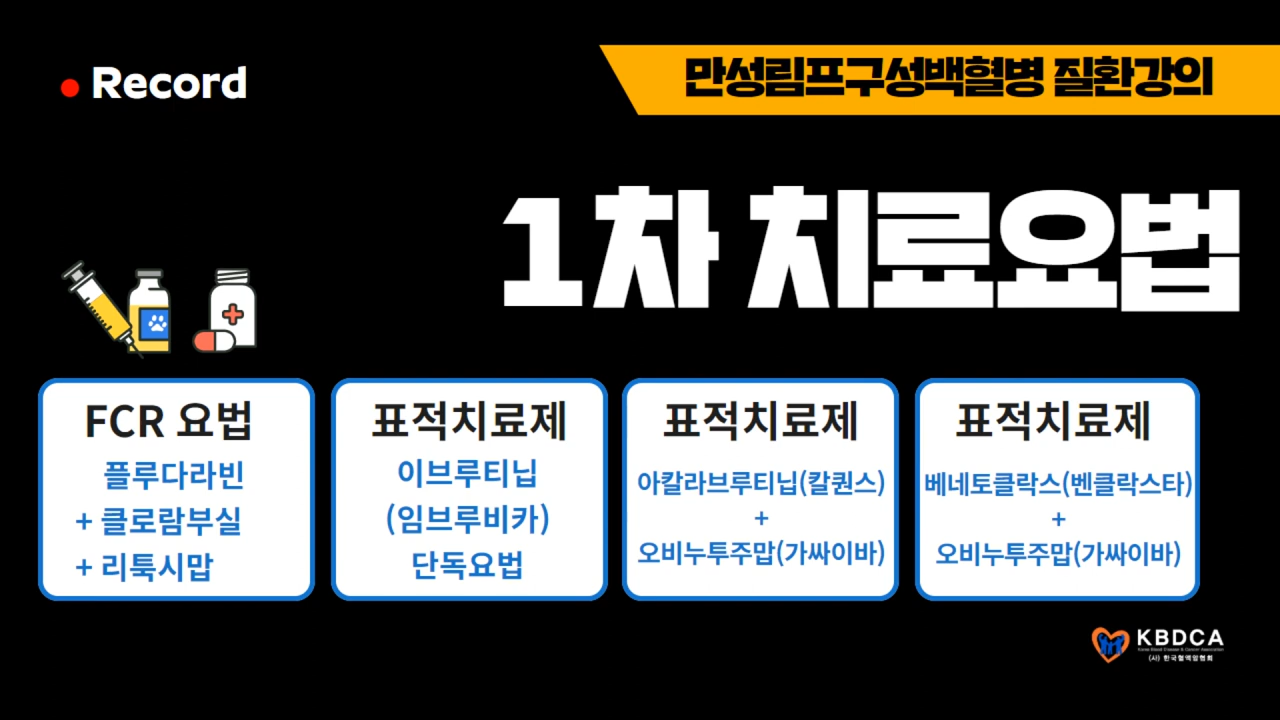 Record
만성림프구성백혈병 질환강의
1차 치료요법
FCR 요법
플루다라빈
+ 클로람부실
+ 리툭시맙
표적치료제
이브루티닙
(임브루비카)
단독요법
표적치료제
아칼라브루티닙(칼퀀스)
+
오비누투주맙(가싸이바)
표적치료제
베네토클락스(벤클락스타)
+
오비누투주맙(가싸이바)
KBDCA
Korea Blood Disease & Cancer Association
(사) 한국혈액암협회